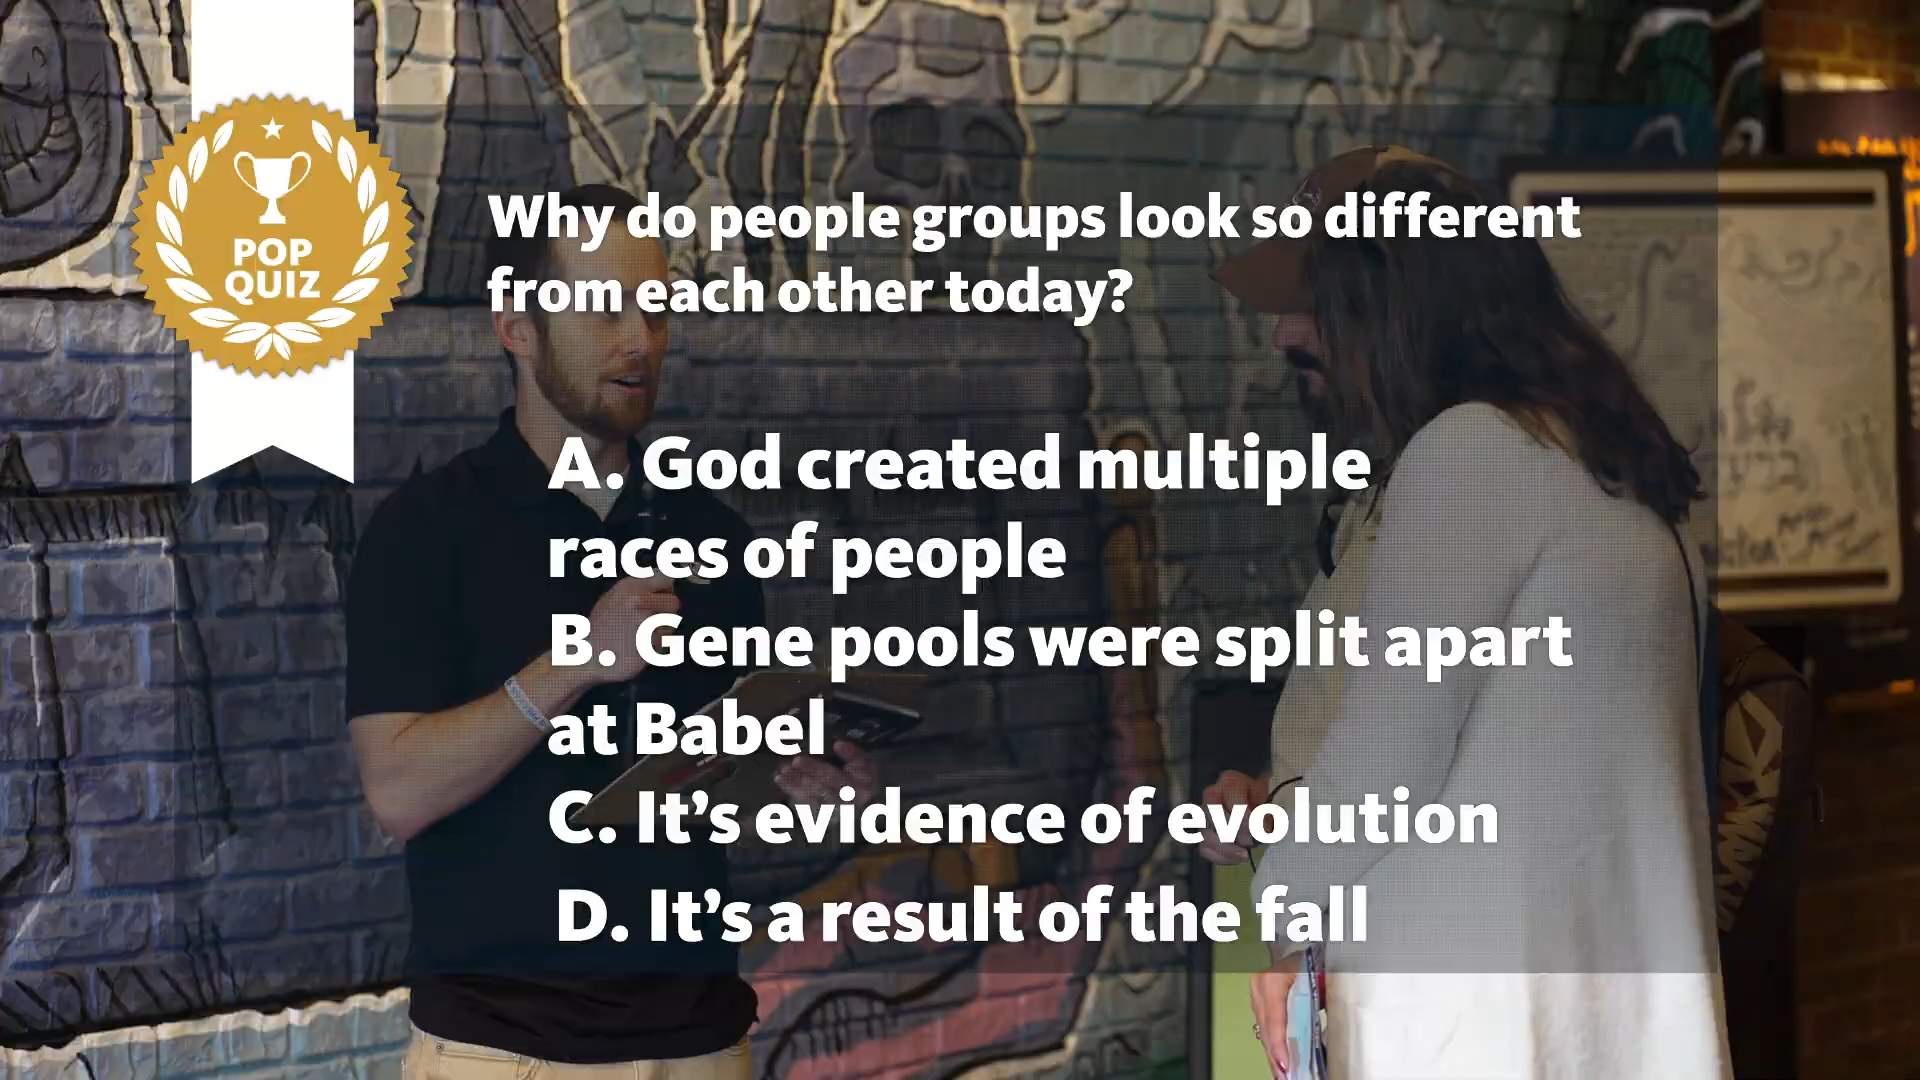 POP
QUIZ
Why do people groups look so different
from each other today?
A. God created multiple
races of people
B. Gene pools were split apart
at Babel
C. It’s evidence of evolution
D. It’s a result of the fall